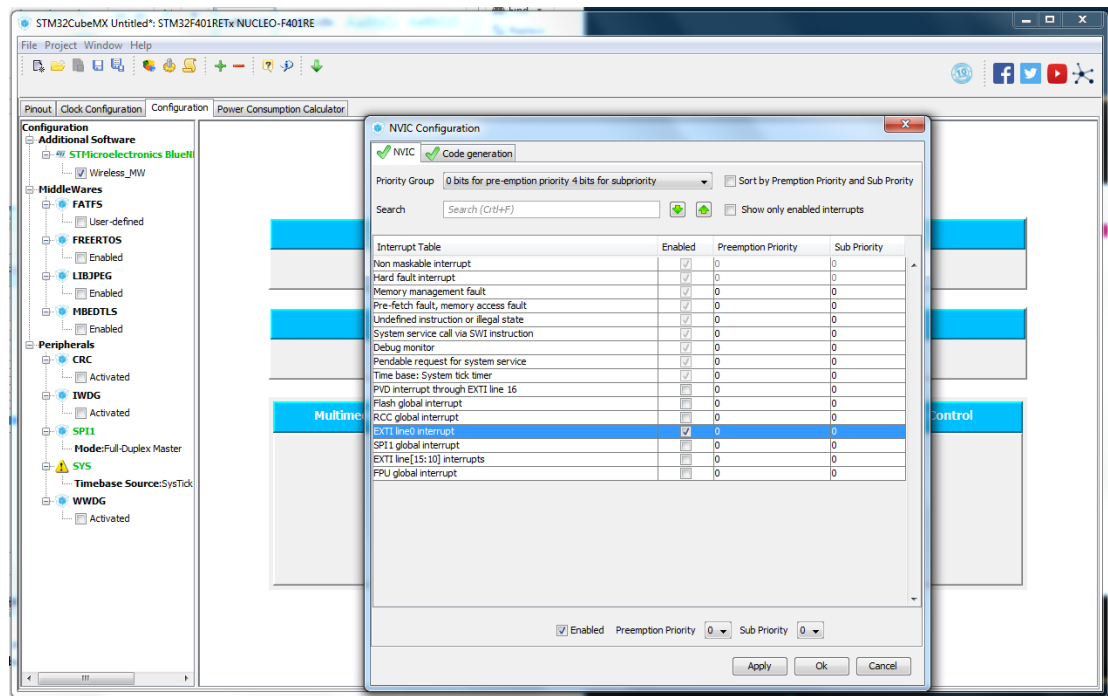 STM32CubeMX Untitled*: STM32F401RETx NUCLEO-F401RE
File Project Window Help
Pinout Clock Configuration Configuration Power Consumption Calculator
Configuration
Additional Software
STMicroelectronics BlueN
Wireless_MW
MiddleWares
FATFS
User-defined
FREERTOS
Enabled
LIBJPEG
Enabled
MBEDTLS
Enabled
Peripherals
CRC
Activated
IWDG
Activated
SPI1
Mode:Full-Duplex Master
SYS
Timebase Source:SysTick
WWDG
Activated
Multime
Control
NVIC Configuration
NVIC Code generation
Priority Group 0 bits for pre-emption priority 4 bits for subpriority Sort by Premption Priority and Sub Prority
Search Search (CrtI+F) Show only enabled interrupts
Interrupt Table Enabled Preemption Priority Sub Priority
Non maskable interrupt 0 0
Hard fault interrupt 0 0
Memory management fault 0 0
Pre-fetch fault, memory access fault 0 0
Undefined instruction or illegal state 0 0
System service call via SWI instruction 0 0
Debug monitor 0 0
Pendable request for system service 0 0
Time base: System tick timer 0 0
PVD interrupt through EXTI line 16 0 0
Flash global interrupt 0 0
RCC global interrupt 0 0
EXTI line0 interrupt 0 0
SPI1 global interrupt 0 0
EXTI line[15:10] interrupts 0 0
FPU global interrupt 0 0
Enabled Preemption Priority 0 Sub Priority 0
Apply Ok Cancel